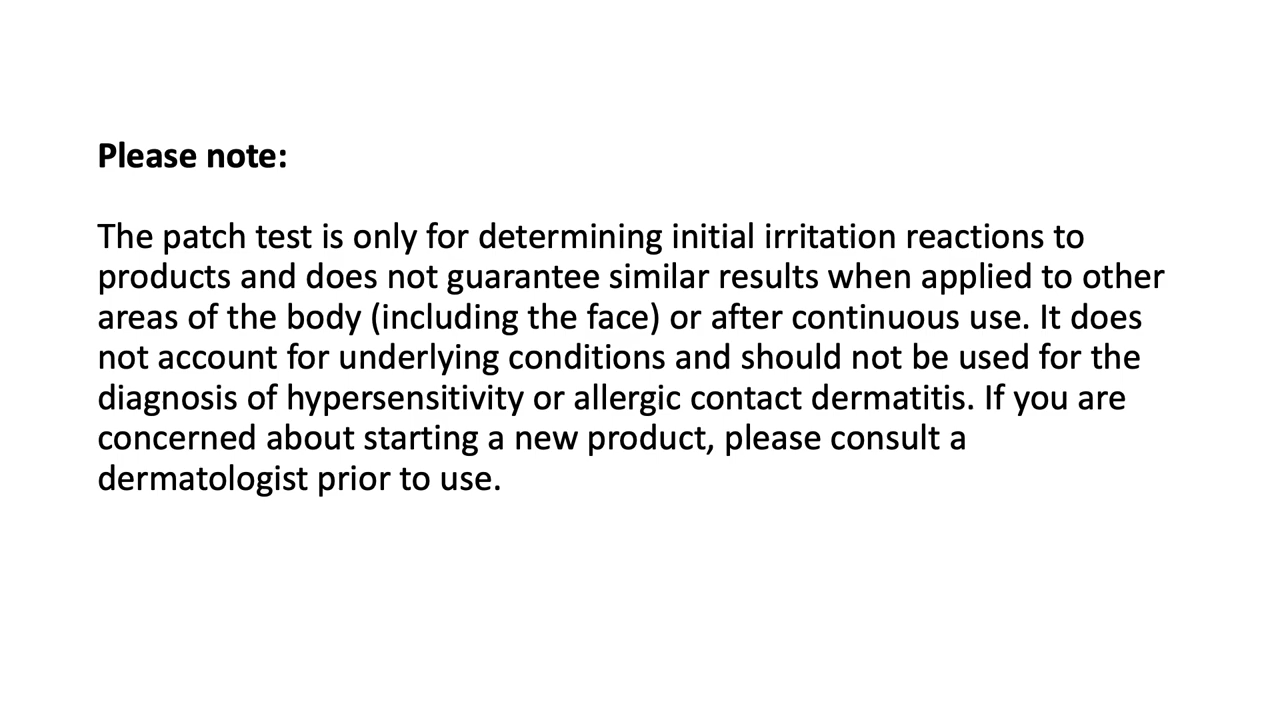 Please note:
The patch test is only for determining initial irritation reactions to
products and does not guarantee similar results when applied to other
areas of the body (including the face) or after continuous use. It does
not account for underlying conditions and should not be used for the
diagnosis of hypersensitivity or allergic contact dermatitis. If you are
concerned about starting a new product, please consult a
dermatologist prior to use.